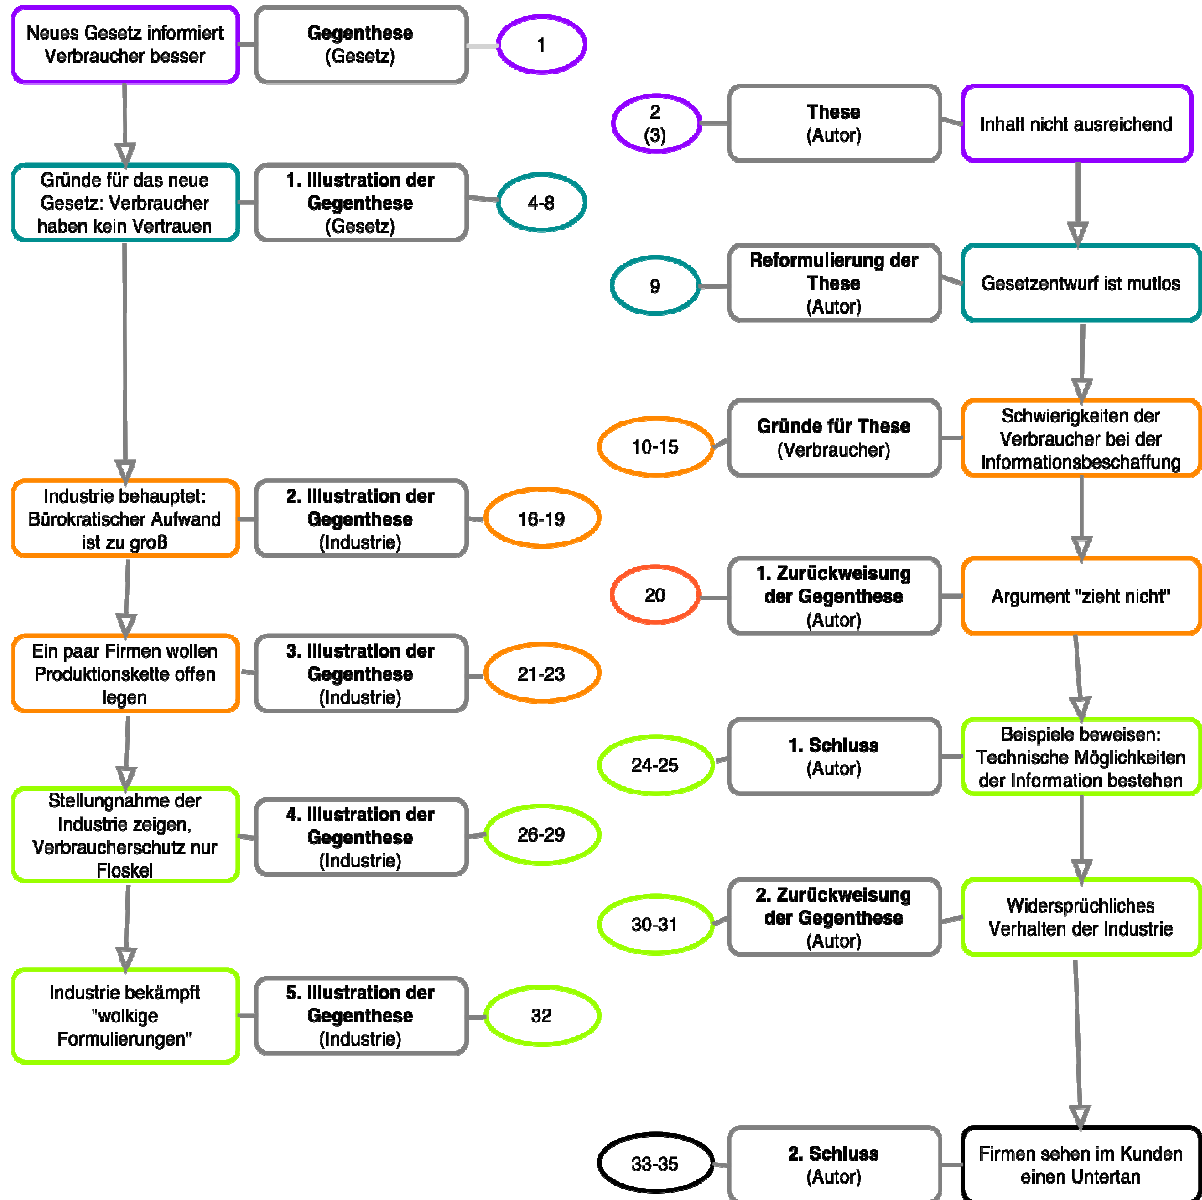 Neues Gesetz informiert
Verbraucher besser
Gegenthese
(Gesetz)
1
2
(3)
These
(Autor)
Inhalt nicht ausreichend
Gründe für das neue
Gesetz: Verbraucher
haben kein Vertrauen
1. Illustration der
Gegenthese
(Gesetz)
4-8
9
Reformulierung der
These
(Autor)
Gesetzentwurf ist mutlos
10-15
Gründe für These
(Verbraucher)
Schwierigkeiten der
Verbraucher bei der
Informationsbeschaffung
Industrie behauptet:
Bürokratischer Aufwand
ist zu groß
2. Illustration der
Gegenthese
(Industrie)
16-19
20
1. Zurückweisung
der Gegenthese
(Autor)
Argument "zieht nicht"
Ein paar Firmen wollen
Produktionskette offen
legen
3. Illustration der
Gegenthese
(Industrie)
21-23
24-25
1. Schluss
(Autor)
Beispiele beweisen:
Technische Möglichkeiten
der Information bestehen
Stellungnahme der
Industrie zeigen,
Verbraucherschutz nur
Floskel
4. Illustration der
Gegenthese
(Industrie)
26-29
30-31
2. Zurückweisung
der Gegenthese
(Autor)
Widersprüchliches
Verhalten der Industrie
Industrie bekämpft
"wolkige
Formulierungen"
5. Illustration der
Gegenthese
(Industrie)
32
33-35
2. Schluss
(Autor)
Firmen sehen im Kunden
einen Untertan